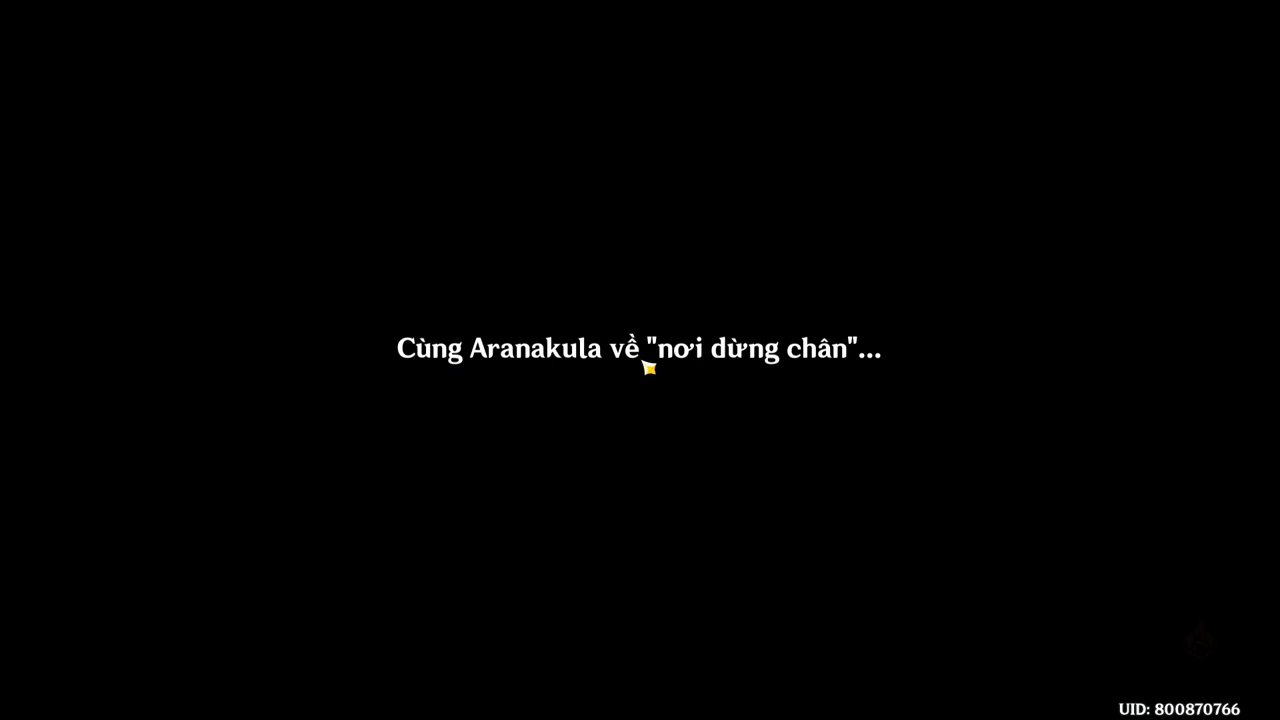 Cùng Aranakula về "nơi dừng chân"...
UID: 800870766